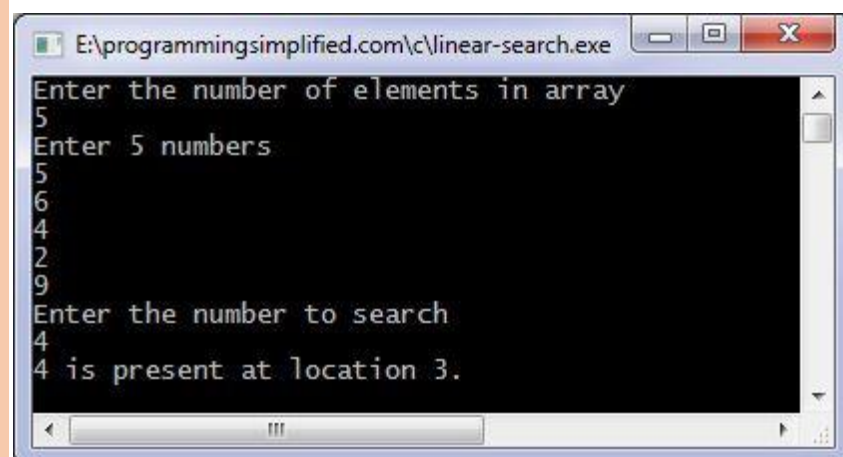 E:\programmingsimplified.com\c\linear-search.exe
Enter the number of elements in array
5
Enter 5 numbers
5
6
4
2
9
Enter the number to search
4
4 is present at location 3.